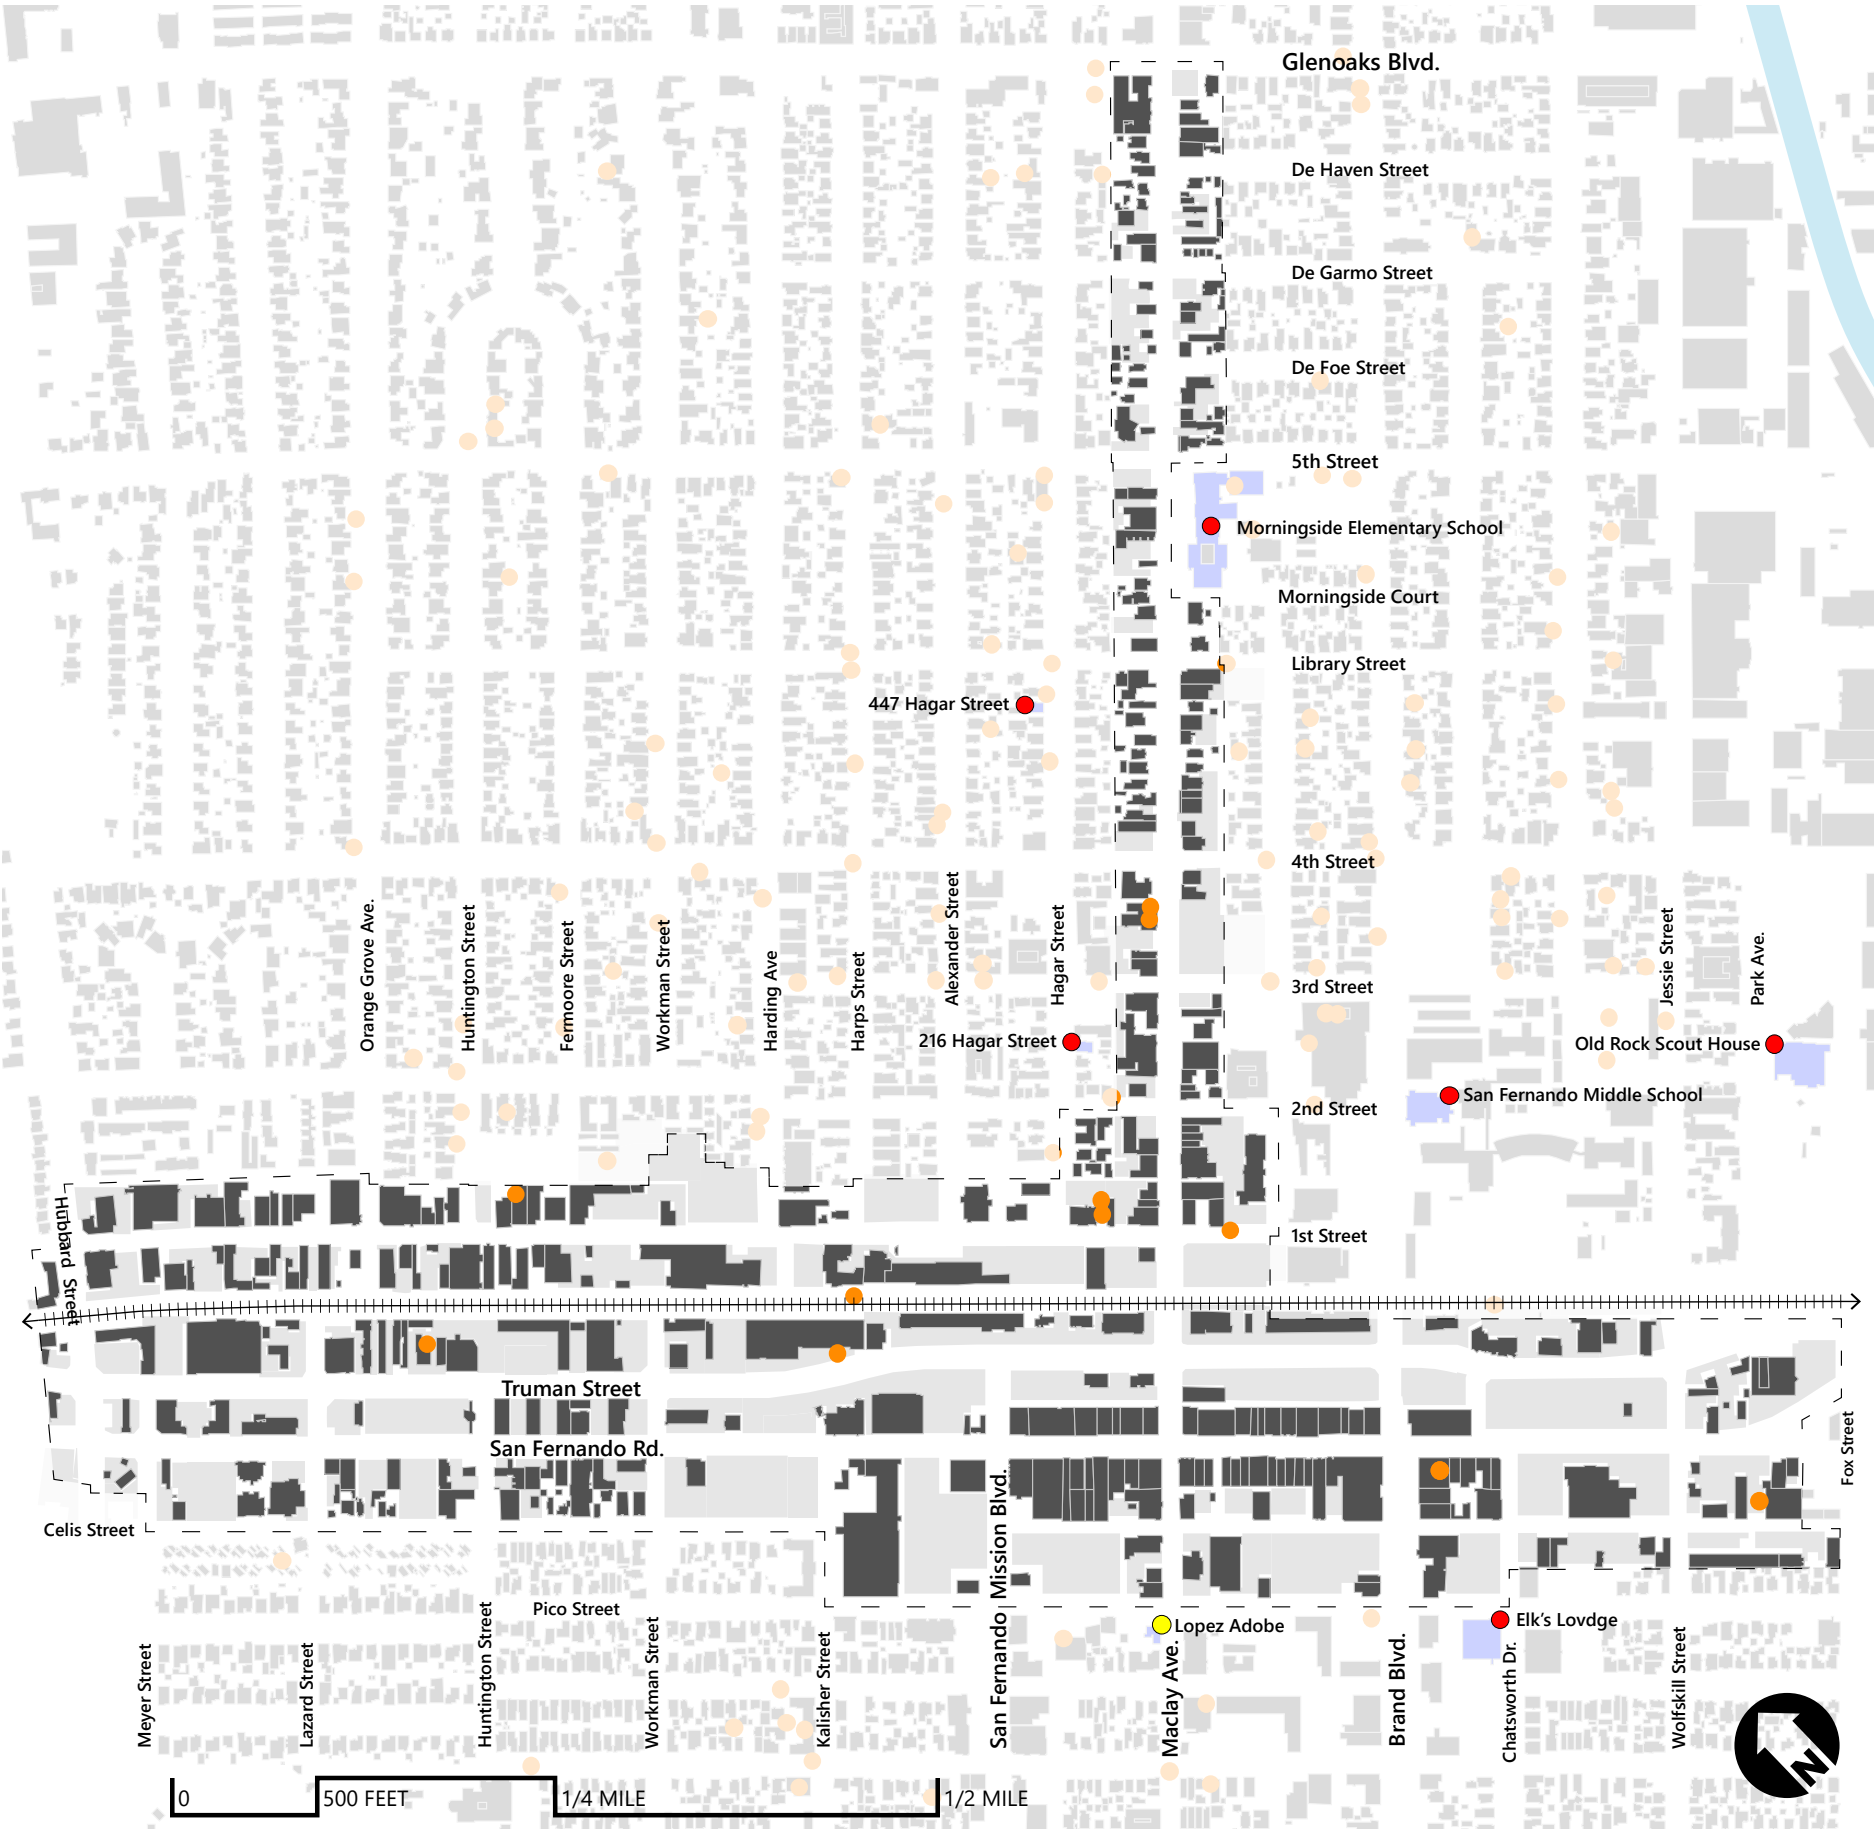 Glenoaks Blvd.
De Haven Street
De Garmo Street
De Foe Street
5th Street
Morningside Elementary School
Morningside Court
Library Street
447 Hagar Street
4th Street
Orange Grove Ave.
Huntington Street
Fermoore Street
Workman Street
Harding Ave
Harps Street
Alexander Street
Hagar Street
3rd Street
Jessie Street
Park Ave.
216 Hagar Street
Old Rock Scout House
San Fernando Middle School
2nd Street
Hubbard Street
1st Street
Truman Street
San Fernando Rd.
Fox Street
Celis Street
Pico Street
Meyer Street
Lazard Street
Huntington Street
Workman Street
Kalisher Street
San Fernando Mission Blvd.
Lopez Adobe
Maclay Ave.
Brand Blvd.
Elk's Lovdge
Chatsworth Dr.
Wolfskill Street
N
0
500 FEET
1/4 MILE
1/2 MILE